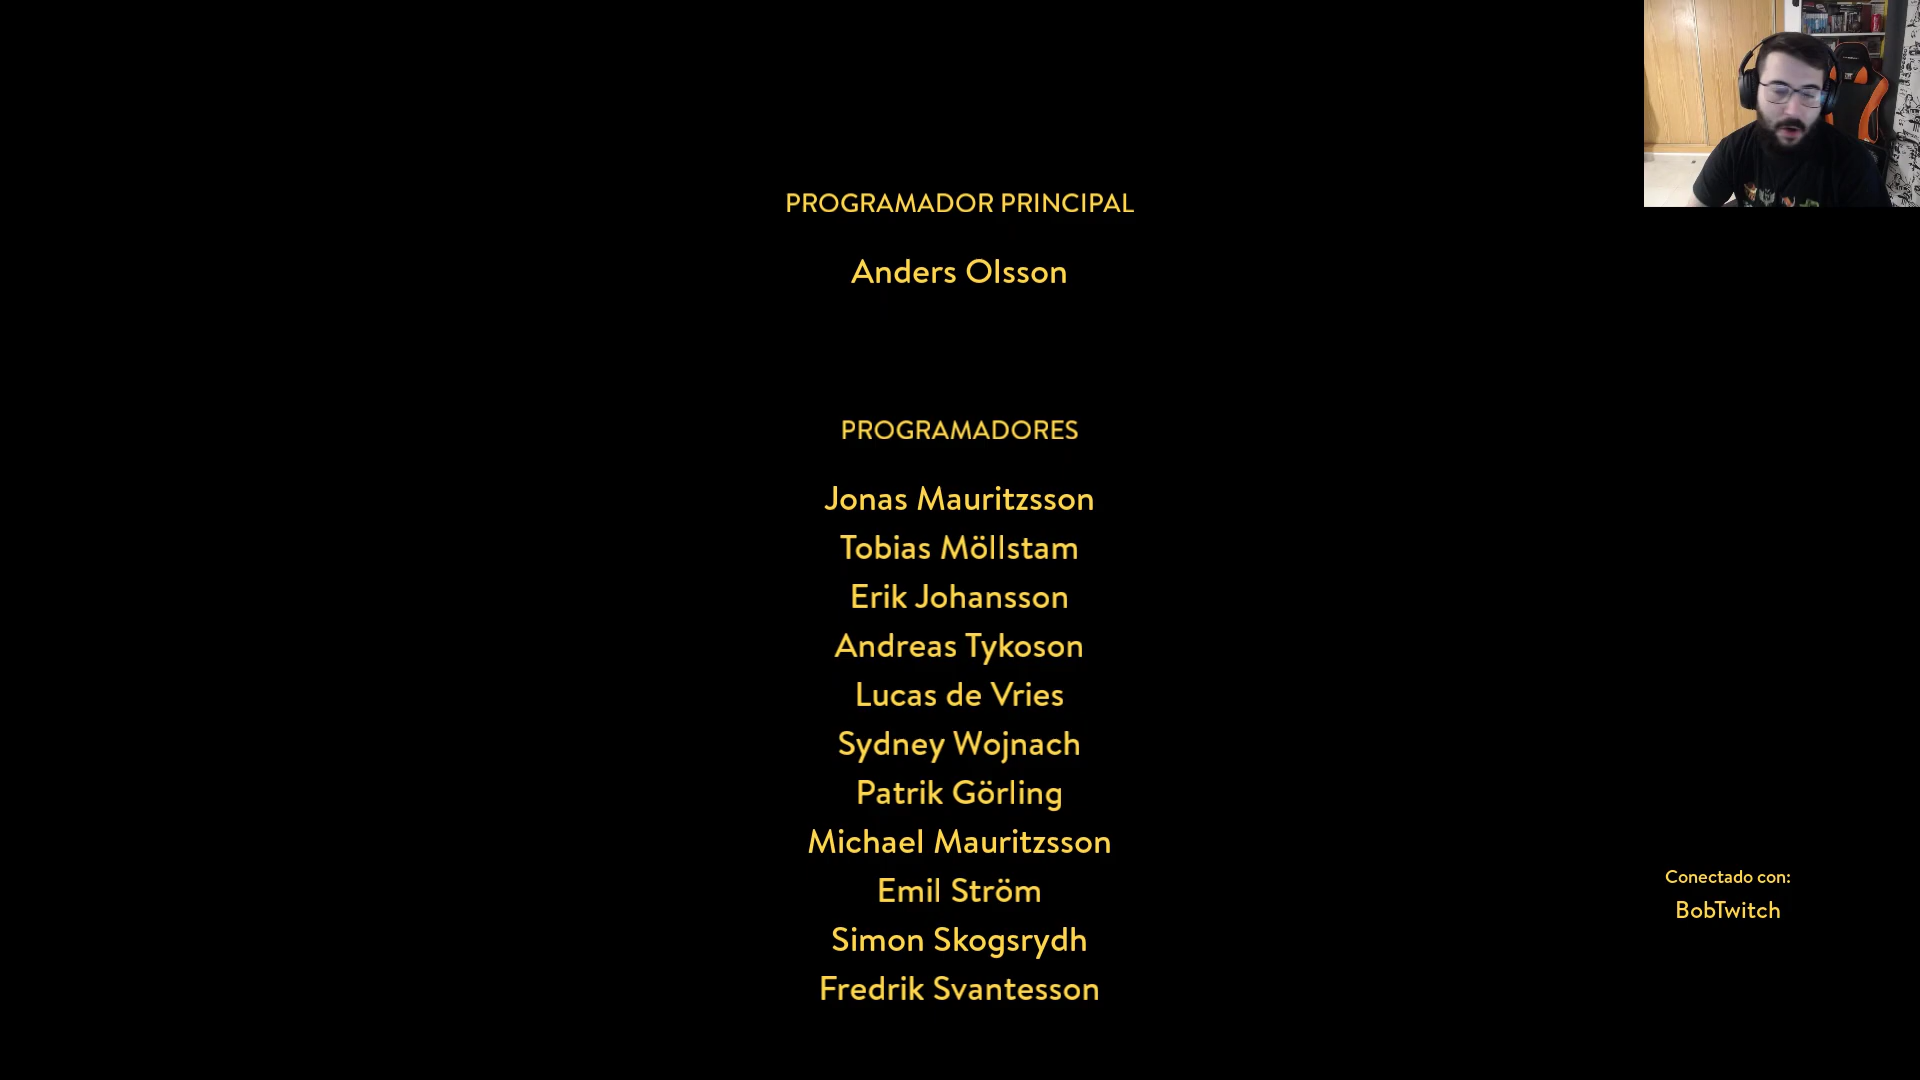 PROGRAMADOR PRINCIPAL
Anders Olsson
PROGRAMADORES
Jonas Mauritzsson
Tobias Möllstam
Erik Johansson
Andreas Tykoson
Lucas de Vries
Sydney Wojnach
Patrik Görling
Michael Mauritzsson
Emil Ström
Simon Skogsrydh
Fredrik Svantesson
Conectado con:
BobTwitch